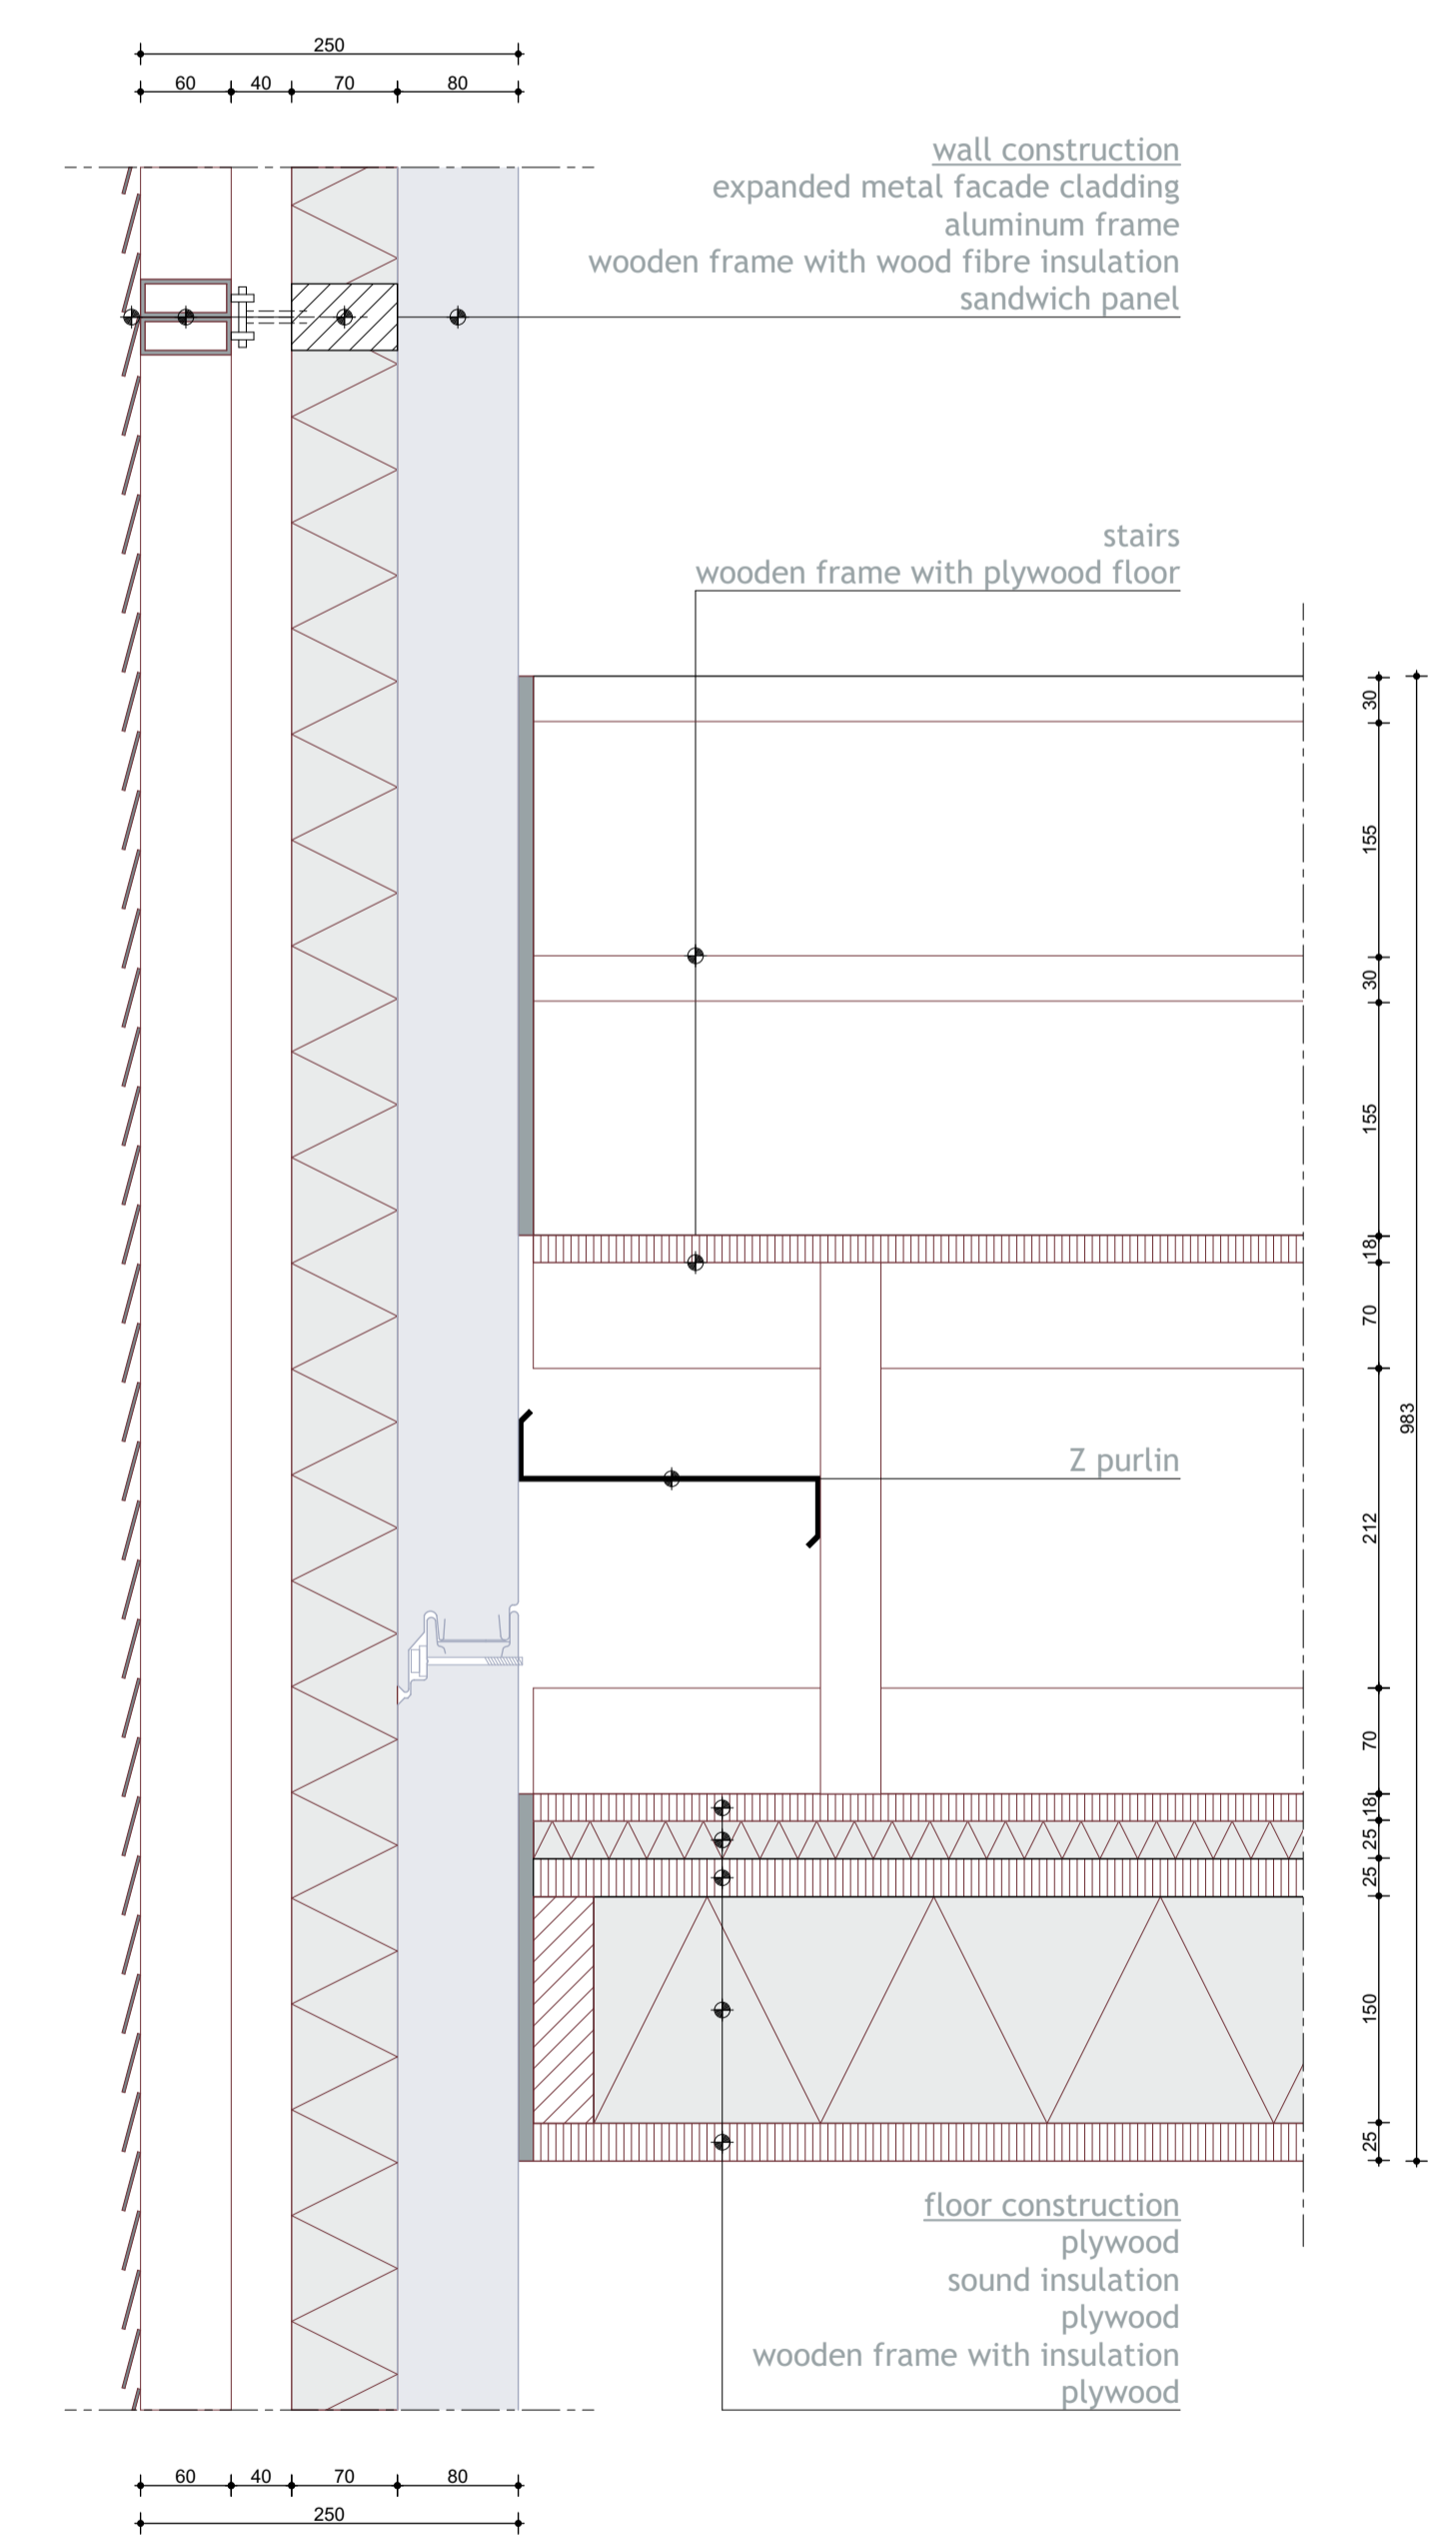 250
60 40 70 80
wall construction
expanded metal facade cladding
aluminum frame
wooden frame with wood fibre insulation
sandwich panel
stairs
wooden frame with plywood floor
30
155
30
155
18
70
983
Z purlin
212
70
18
25
25
150
25
floor construction
plywood
sound insulation
plywood
wooden frame with insulation
plywood
60 40 70 80
250